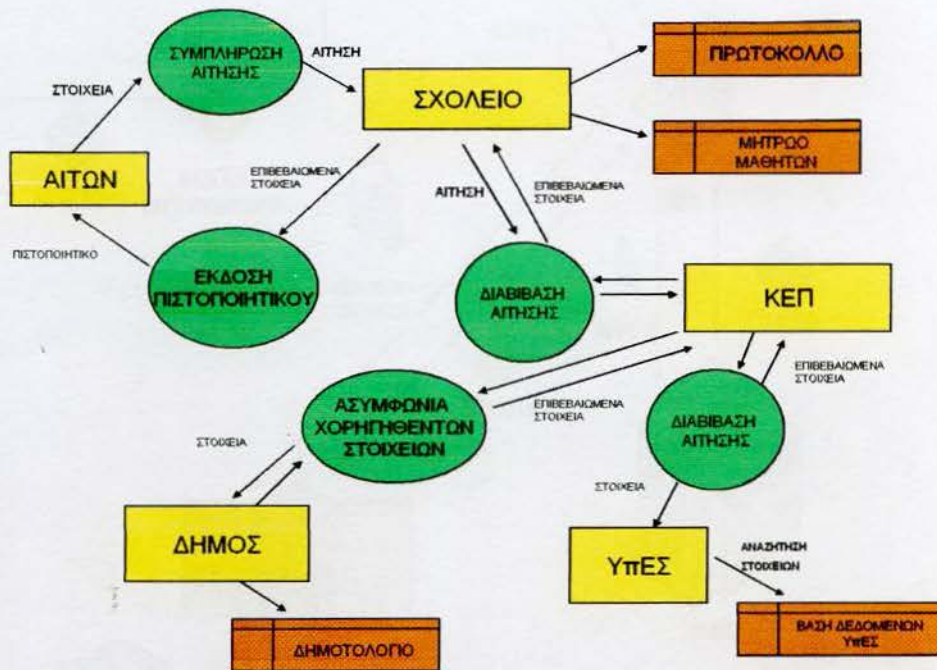 ΣΥΜΠΛΗΡΩΣΗ
ΑΙΤΗΣΗΣ
ΑΙΤΗΣΗ
ΠΡΩΤΟΚΟΛΛΟ
ΣΤΟΙΧΕΙΑ
ΣΧΟΛΕΙΟ
ΜΗΤΡΩΟ
ΜΑΘΗΤΩΝ
ΑΙΤΩΝ
ΕΠΙΒΕΒΑΙΩΜΕΝΑ
ΣΤΟΙΧΕΙΑ
ΑΙΤΗΣΗ
ΕΠΙΒΕΒΑΙΩΜΕΝΑ
ΣΤΟΙΧΕΙΑ
ΠΙΣΤΟΠΟΙΗΤΙΚΟ
ΕΚΔΟΣΗ
ΠΙΣΤΟΠΟΙΗΤΙΚΟΥ
ΔΙΑΒΙΒΑΣΗ
ΑΙΤΗΣΗΣ
ΚΕΠ
ΑΣΥΜΦΩΝΙΑ
ΧΟΡΗΓΗΘΕΝΤΩΝ
ΣΤΟΙΧΕΙΩΝ
ΕΠΙΒΕΒΑΙΩΜΕΝΑ
ΣΤΟΙΧΕΙΑ
ΔΙΑΒΙΒΑΣΗ
ΑΙΤΗΣΗΣ
ΕΠΙΒΕΒΑΙΩΜΕΝΑ
ΣΤΟΙΧΕΙΑ
ΣΤΟΙΧΕΙΑ
ΣΤΟΙΧΕΙΑ
ΔΗΜΟΣ
ΥπΕΣ
ΑΝΑΖΗΤΗΣΗ
ΣΤΟΙΧΕΙΩΝ
ΔΗΜΟΤΟΛΟΓΙΟ
ΒΑΣΗ ΔΕΔΟΜΕΝΩΝ
ΥπΕΣ